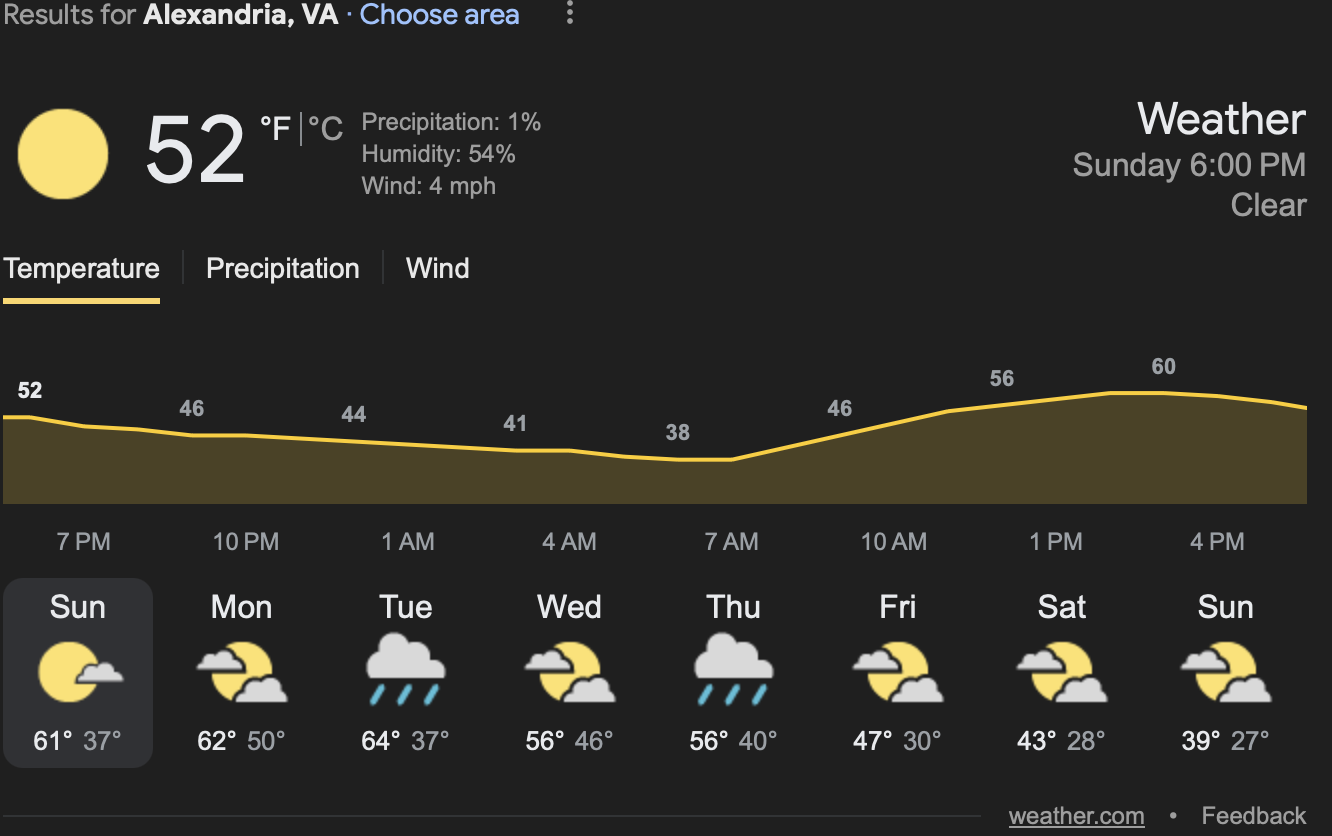 Results for Alexandria, VA · Choose area
52 °F | °C
Precipitation: 1%
Humidity: 54%
Wind: 4 mph
Weather
Sunday 6:00 PM
Clear
Temperature Precipitation Wind
52 46 44 41 38 46 56 60
7 PM 10 PM 1 AM 4 AM 7 AM 10 AM 1 PM 4 PM
Sun Mon Tue Wed Thu Fri Sat Sun
61° 37° 62° 50° 64° 37° 56° 46° 56° 40° 47° 30° 43° 28° 39° 27°
weather.com • Feedback